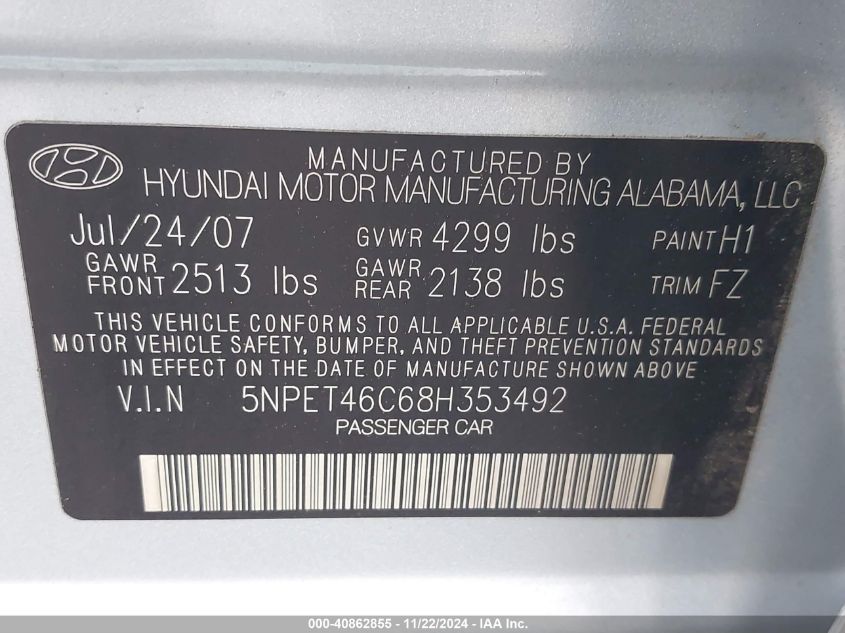 MANUFACTURED BY
HYUNDAI MOTOR MANUFACTURING ALABAMA, LLC
Jul/24/07 GVWR 4299 lbs PAINT H1
GAWR FRONT 2513 lbs GAWR REAR 2138 lbs TRIM FZ
THIS VEHICLE CONFORMS TO ALL APPLICABLE U.S.A. FEDERAL
MOTOR VEHICLE SAFETY, BUMPER, AND THEFT PREVENTION STANDARDS
IN EFFECT ON THE DATE OF MANUFACTURE SHOWN ABOVE
V.I.N 5NPET46C68H353492
PASSENGER CAR
000-40862855 - 11/22/2024 - IAA Inc.